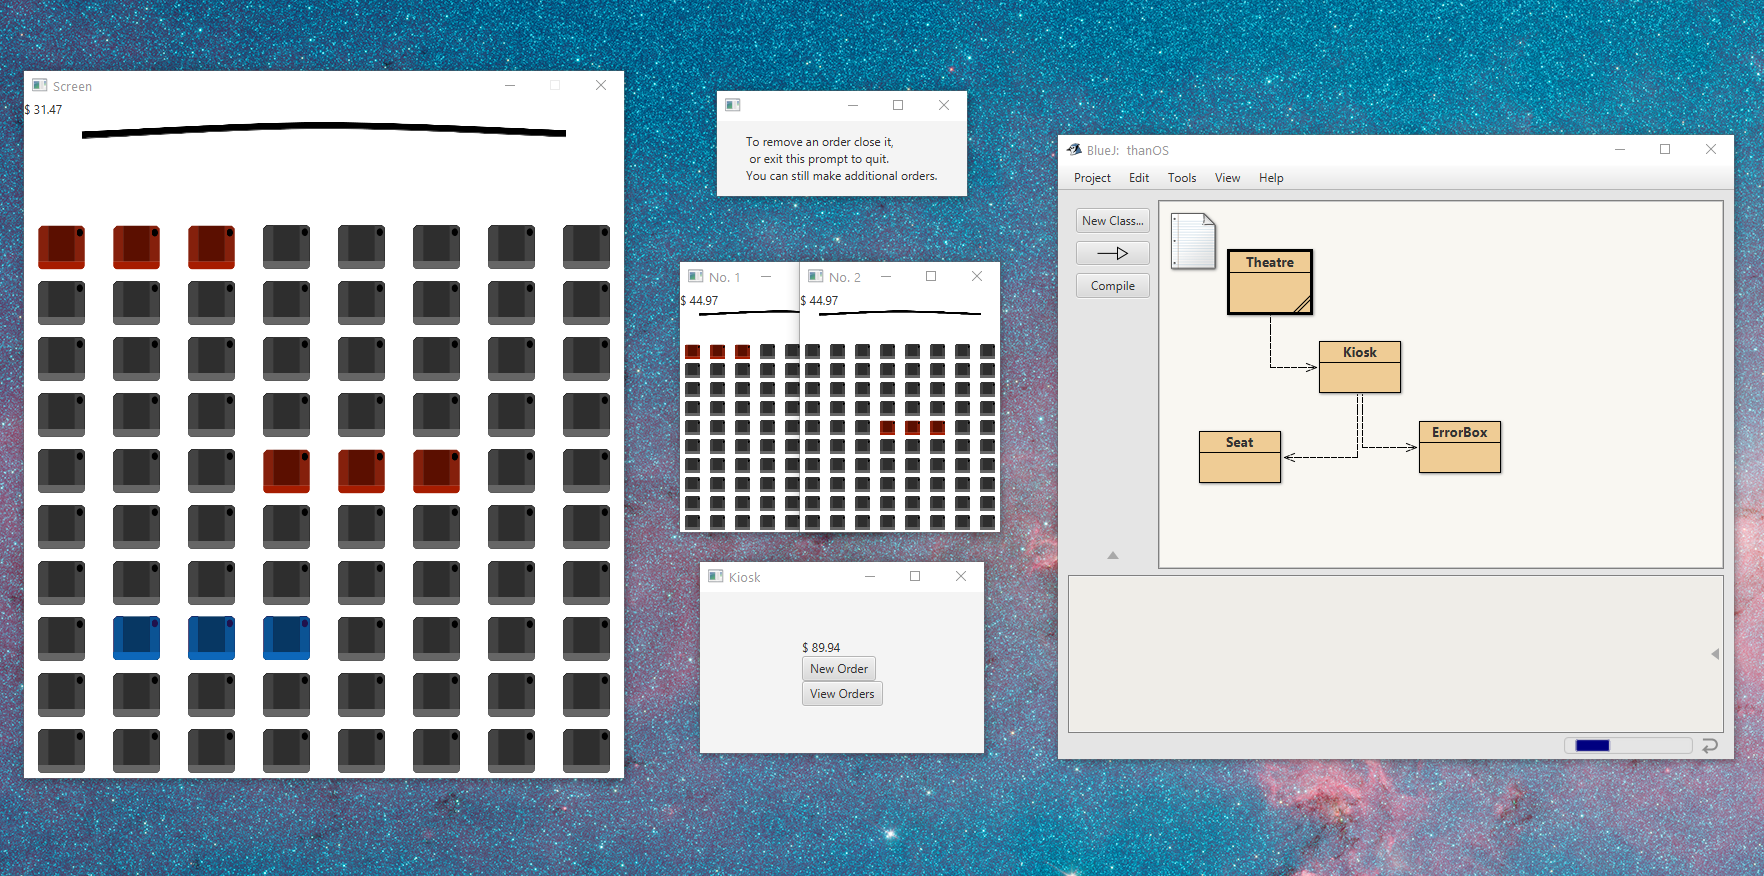 Screen
$ 31.47
To remove an order close it,
or exit this prompt to quit.
You can still make additional orders.
No. 1
$ 44.97
No. 2
$ 44.97
Kiosk
$ 89.94
New Order
View Orders
BlueJ: thanOS
Project Edit Tools View Help
New Class...
Compile
Theatre
Kiosk
Seat
ErrorBox